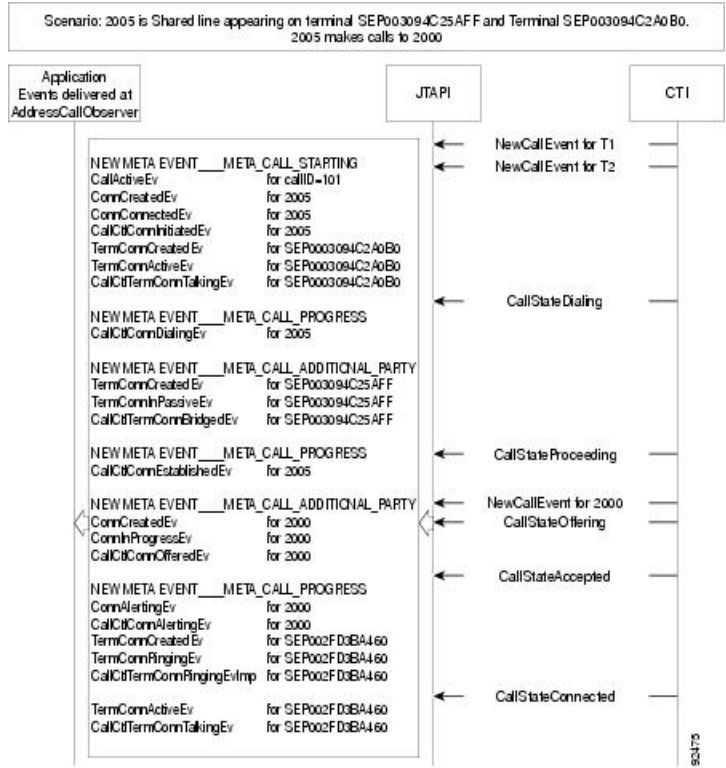 Scenario: 2005 is Shared line appearing on terminal SEP003094C25AFF and Terminal SEP003094C2A0B0.
2005 makes calls to 2000
Application
Events delivered at
AddressCallObserver
JTAPI
CTI
NewCallEvent for T1
NEW META EVENT___META_CALL_STARTING
NewCallEvent for T2
CallActiveEv for callID=101
ConnCreatedEv for 2005
ConnConnectedEv for 2005
CallCtlConnInitiatedEv for 2005
TermConnCreatedEv for SEP0003094C2A0B0
TermConnActiveEv for SEP0003094C2A0B0
CallCtlTermConnTalkingEv for SEP0003094C2A0B0
CallStateDialing
NEW META EVENT___META_CALL_PROGRESS
CallCtlConnDialingEv for 2005
NEW META EVENT___META_CALL_ADDITIONAL_PARTY
TermConnCreatedEv for SEP003094C25AFF
TermConnInPassiveEv for SEP003094C25AFF
CallCtlTermConnBridgedEv for SEP003094C25AFF
NEW META EVENT___META_CALL_PROGRESS
CallStateProceeding
CallCtlConnEstablishedEv for 2005
NEW META EVENT___META_CALL_ADDITIONAL_PARTY
NewCallEvent for 2000
ConnCreatedEv for 2000
CallStateOffering
ConnInProgressEv for 2000
CallCtlConnOfferedEv for 2000
CallStateAccepted
NEW META EVENT___META_CALL_PROGRESS
ConnAlertingEv for 2000
CallCtlConnAlertingEv for 2000
TermConnCreatedEv for SEP002FD3BA460
TermConnRingingEv for SEP002FD3BA460
CallCtlTermConnRingingEvImp for SEP002FD3BA460
CallStateConnected
TermConnActiveEv for SEP002FD3BA460
CallCtlTermConnTalkingEv for SEP002FD3BA460
92475